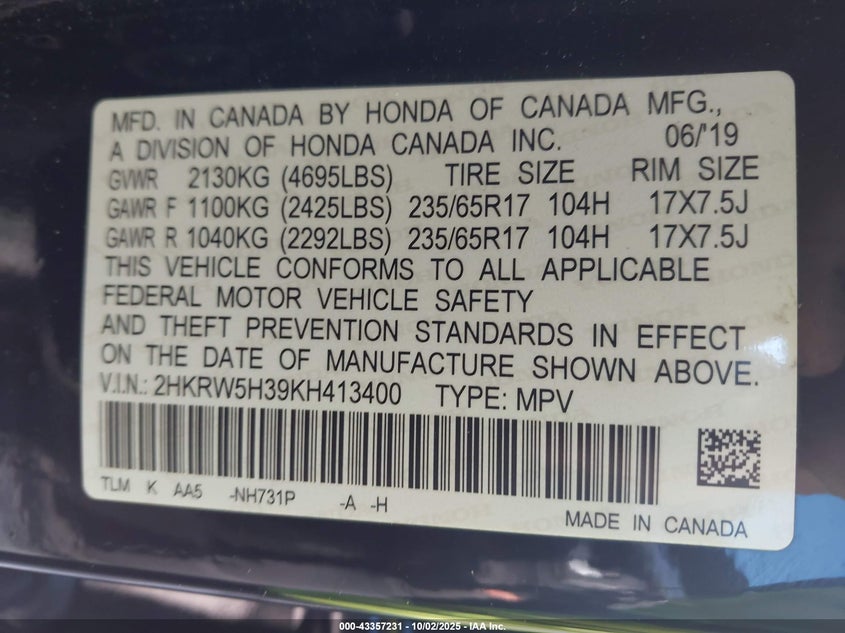 MFD. IN CANADA BY HONDA OF CANADA MFG.,
A DIVISION OF HONDA CANADA INC. 06/'19
GVWR 2130KG (4695LBS) TIRE SIZE RIM SIZE
GAWR F 1100KG (2425LBS) 235/65R17 104H 17X7.5J
GAWR R 1040KG (2292LBS) 235/65R17 104H 17X7.5J
THIS VEHICLE CONFORMS TO ALL APPLICABLE
FEDERAL MOTOR VEHICLE SAFETY
AND THEFT PREVENTION STANDARDS IN EFFECT
ON THE DATE OF MANUFACTURE SHOWN ABOVE.
V.I.N.: 2HKRW5H39KH413400 TYPE: MPV
TLM K AA5 -NH731P -A -H
MADE IN CANADA
000-43357231 - 10/02/2025 - IAA Inc.